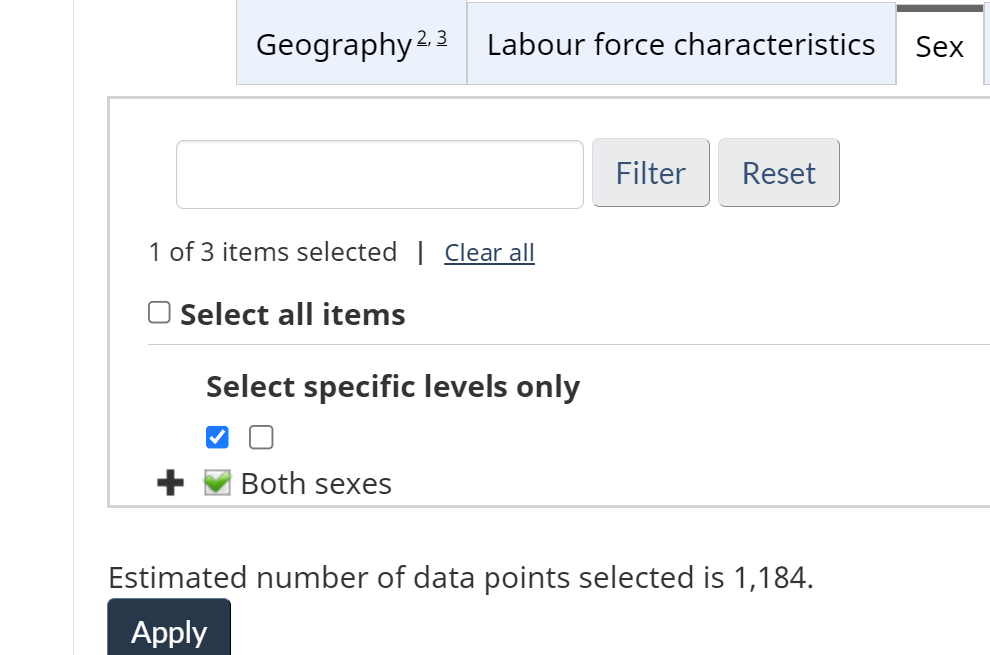 Geography 2, 3 Labour force characteristics Sex
Filter Reset
1 of 3 items selected | Clear all
Select all items
Select specific levels only
Both sexes
Estimated number of data points selected is 1,184.
Apply